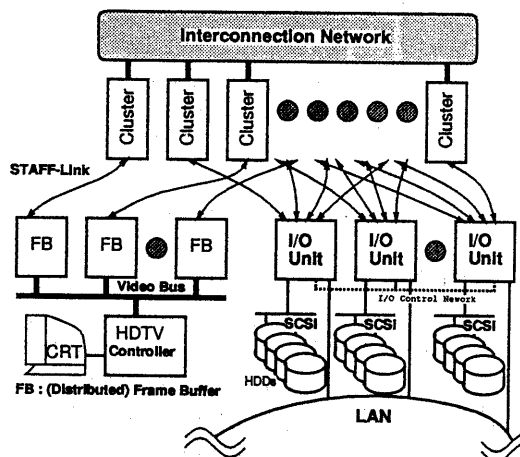 Interconnection Network
Cluster
Cluster
Cluster
Cluster
STAFF-Link
FB
FB
FB
I/O
Unit
I/O
Unit
I/O
Unit
Video Bus
I/O Control Nework
CRT
HDTV
Controller
SCSI
SCSI
SCSI
HDDs
FB : (Distributed) Frame Buffer
LAN